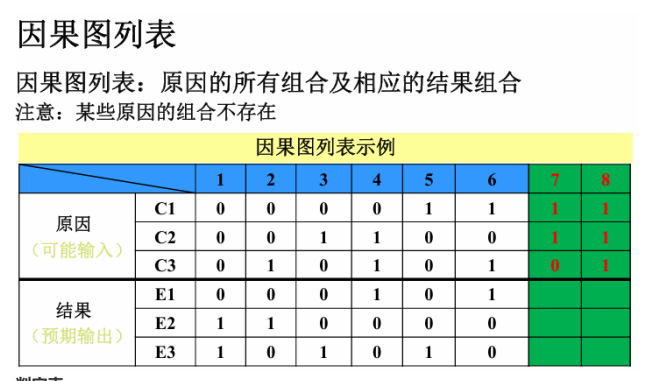 因果图列表
因果图列表：原因的所有组合及相应的结果组合
注意：某些原因的组合不存在
因果图列表示例
1 2 3 4 5 6 7 8
原因
（可能输入）
C1 0 0 0 0 1 1 1 1
C2 0 0 1 1 0 0 1 1
C3 0 1 0 1 0 1 0 1
结果
（预期输出）
E1 0 0 0 1 0 1
E2 1 1 0 0 0 0
E3 1 0 1 0 1 0